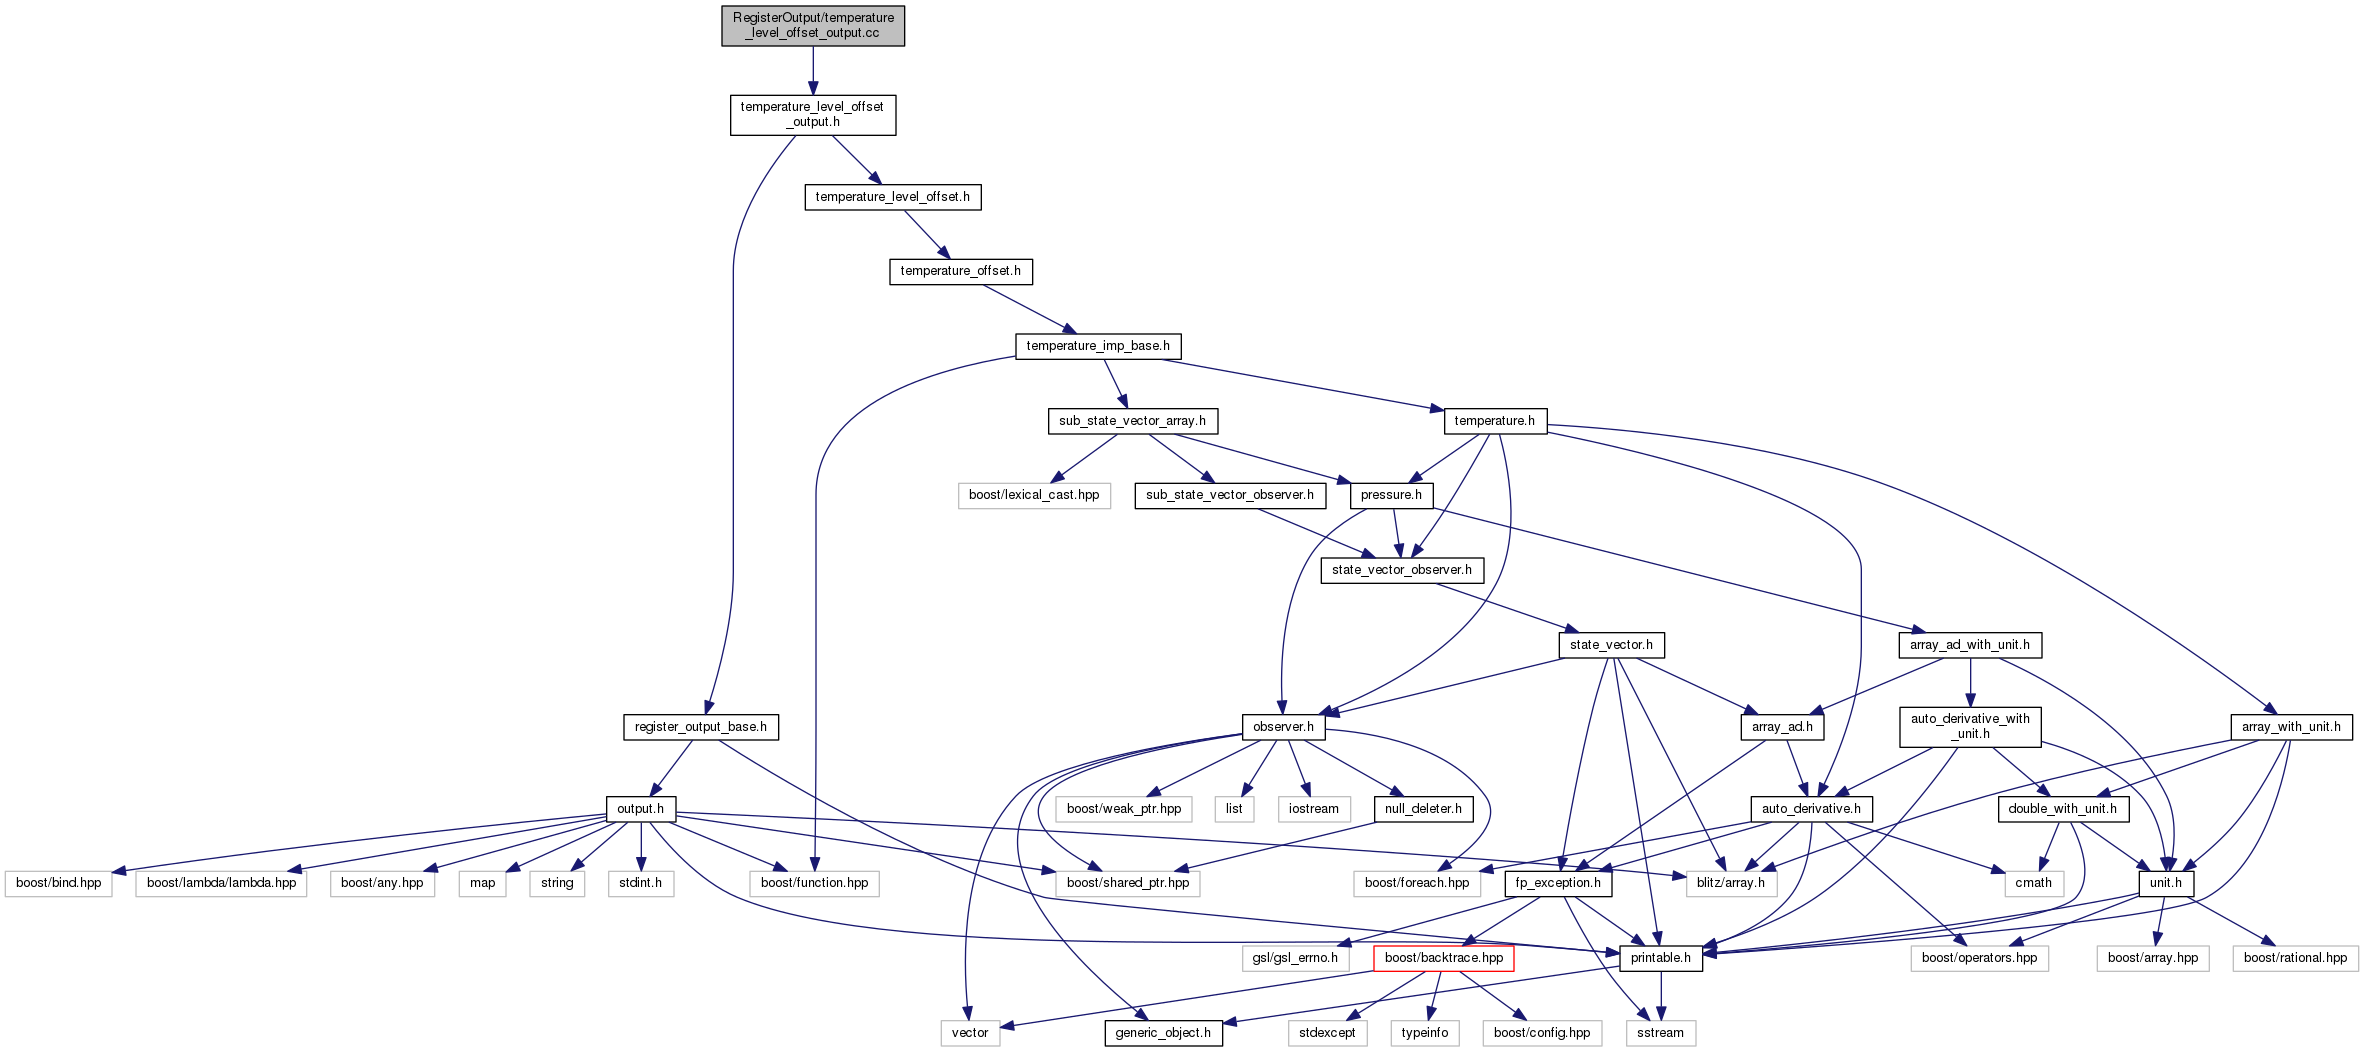 RegisterOutput/temperature
_level_offset_output.cc
temperature_level_offset
_output.h
temperature_level_offset.h
temperature_offset.h
temperature_imp_base.h
sub_state_vector_array.h
temperature.h
boost/lexical_cast.hpp
sub_state_vector_observer.h
pressure.h
state_vector_observer.h
state_vector.h
array_ad_with_unit.h
register_output_base.h
observer.h
array_ad.h
auto_derivative_with
_unit.h
array_with_unit.h
output.h
boost/weak_ptr.hpp
list
iostream
null_deleter.h
auto_derivative.h
double_with_unit.h
boost/bind.hpp
boost/lambda/lambda.hpp
boost/any.hpp
map
string
stdint.h
boost/function.hpp
boost/shared_ptr.hpp
boost/foreach.hpp
fp_exception.h
blitz/array.h
cmath
unit.h
gsl/gsl_errno.h
boost/backtrace.hpp
printable.h
boost/operators.hpp
boost/array.hpp
boost/rational.hpp
vector
generic_object.h
stdexcept
typeinfo
boost/config.hpp
sstream